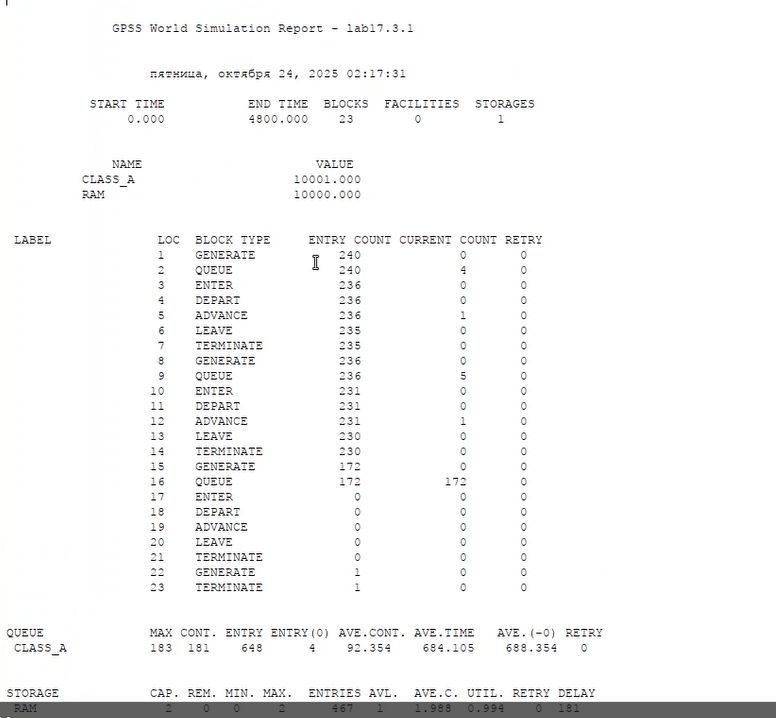 GPSS World Simulation Report - lab17.3.1
пятница, октября 24, 2025 02:17:31
START TIME END TIME BLOCKS FACILITIES STORAGES
0.000 4800.000 23 0 1
NAME VALUE
CLASS_A 10001.000
RAM 10000.000
LABEL LOC BLOCK TYPE ENTRY COUNT CURRENT COUNT RETRY
1 GENERATE 240 0 0
2 QUEUE 240 4 0
3 ENTER 236 0 0
4 DEPART 236 0 0
5 ADVANCE 236 1 0
6 LEAVE 235 0 0
7 TERMINATE 235 0 0
8 GENERATE 236 0 0
9 QUEUE 236 5 0
10 ENTER 231 0 0
11 DEPART 231 0 0
12 ADVANCE 231 1 0
13 LEAVE 230 0 0
14 TERMINATE 230 0 0
15 GENERATE 172 0 0
16 QUEUE 172 172 0
17 ENTER 0 0 0
18 DEPART 0 0 0
19 ADVANCE 0 0 0
20 LEAVE 0 0 0
21 TERMINATE 0 0 0
22 GENERATE 1 0 0
23 TERMINATE 1 0 0
QUEUE MAX CONT. ENTRY ENTRY(0) AVE.CONT. AVE.TIME AVE.(-0) RETRY
CLASS_A 183 181 648 4 92.354 684.105 688.354 0
STORAGE CAP. REM. MIN. MAX. ENTRIES AVL. AVE.C. UTIL. RETRY DELAY
RAM 2 0 0 2 467 1 1.988 0.994 0 181